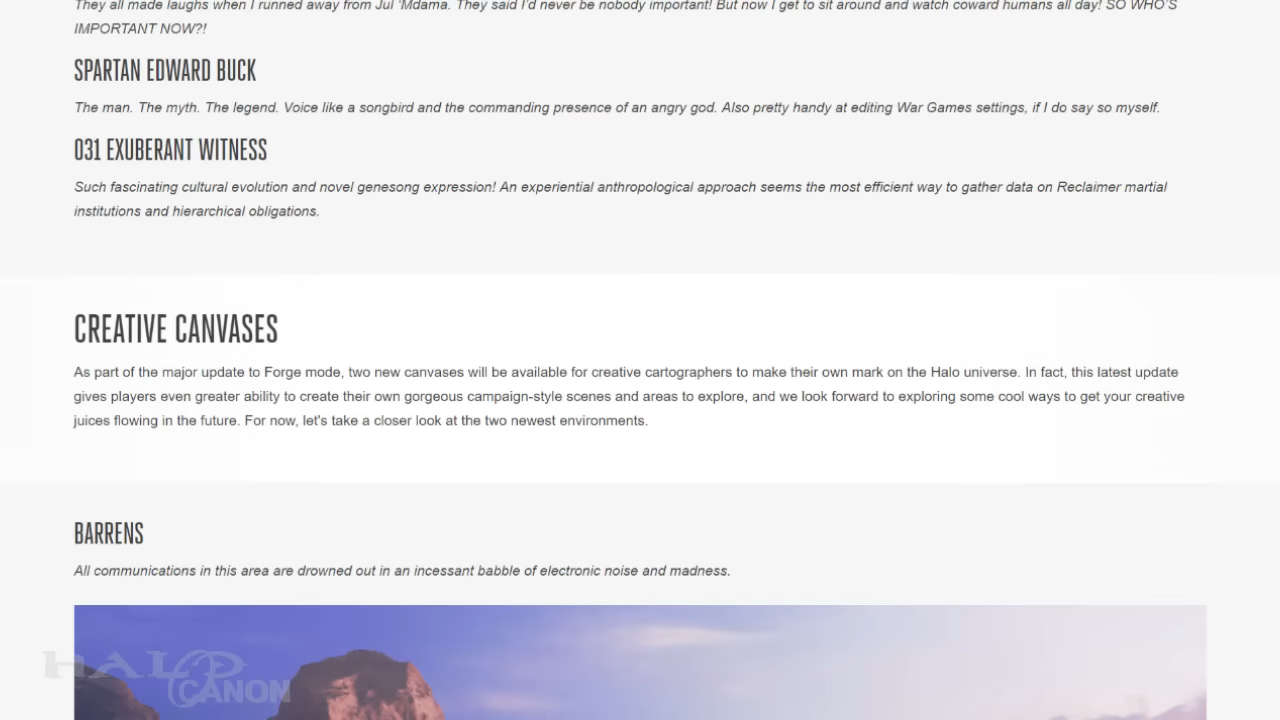 They all made laughs when I runned away from Jul 'Mdama. They said I'd never be nobody important! But now I get to sit around and watch coward humans all day! SO WHO'S
IMPORTANT NOW?!
SPARTAN EDWARD BUCK
The man. The myth. The legend. Voice like a songbird and the commanding presence of an angry god. Also pretty handy at editing War Games settings, if I do say so myself.
031 EXUBERANT WITNESS
Such fascinating cultural evolution and novel genesong expression! An experiential anthropological approach seems the most efficient way to gather data on Reclaimer martial
institutions and hierarchical obligations.
CREATIVE CANVASES
As part of the major update to Forge mode, two new canvases will be available for creative cartographers to make their own mark on the Halo universe. In fact, this latest update
gives players even greater ability to create their own gorgeous campaign-style scenes and areas to explore, and we look forward to exploring some cool ways to get your creative
juices flowing in the future. For now, let's take a closer look at the two newest environments.
BARRENS
All communications in this area are drowned out in an incessant babble of electronic noise and madness.
HALO
CANON